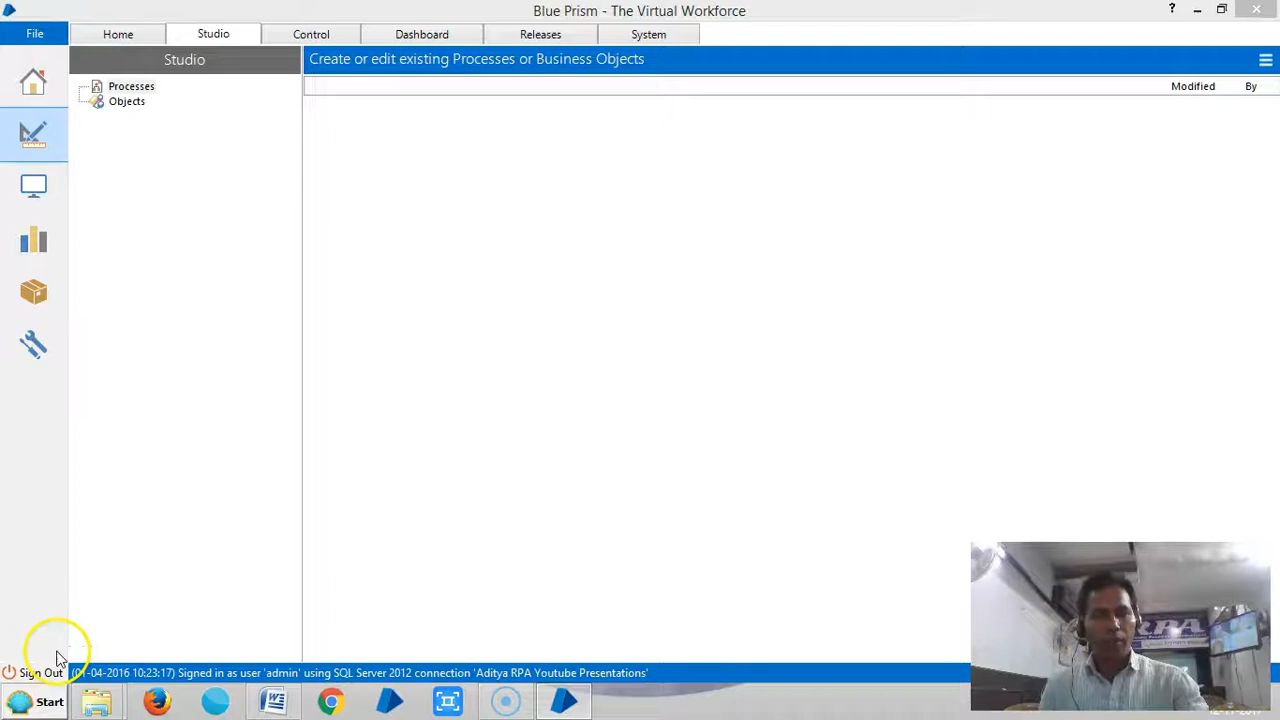 Blue Prism - The Virtual Workforce
?
File
Home
Studio
Control
Dashboard
Releases
System
Studio
Create or edit existing Processes or Business Objects
Processes
Objects
Modified
By
Sign Out
(01-04-2016 10:23:17) Signed in as user 'admin' using SQL Server 2012 connection 'Aditya RPA Youtube Presentations'
Start
RPA